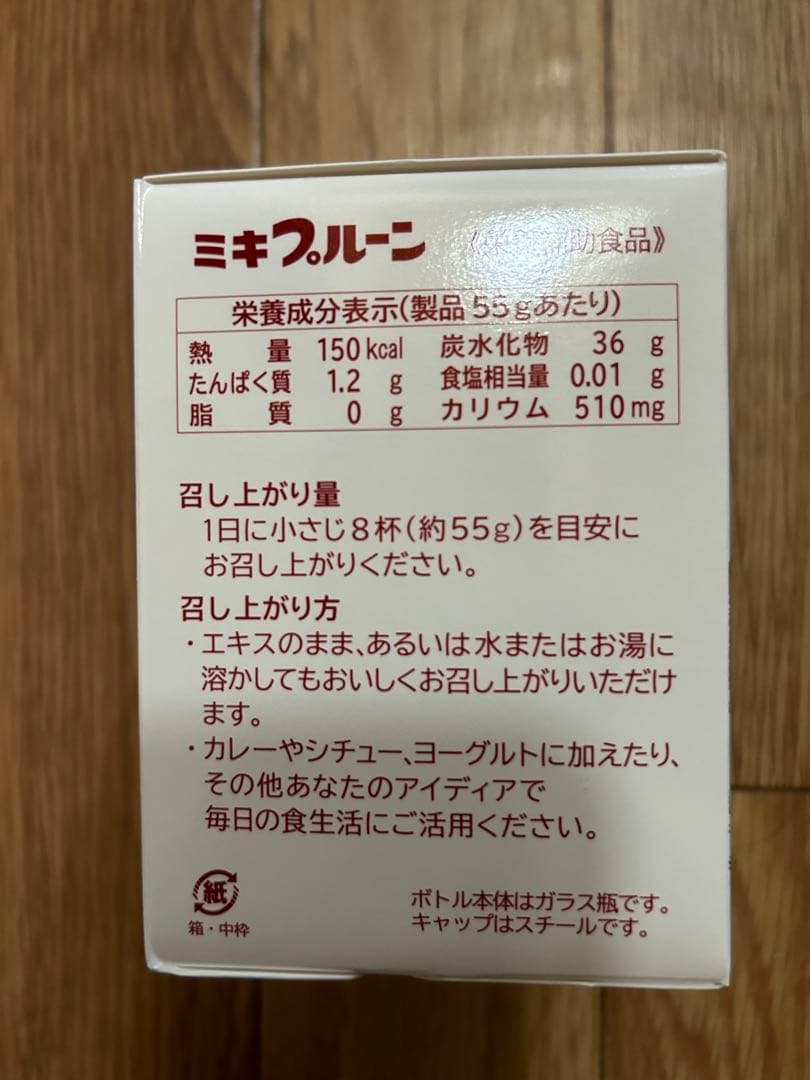 ミキプルーン 補助食品》
栄養成分表示(製品55gあたり)
熱量 150kcal 炭水化物 36 g
たんぱく質 1.2 g 食塩相当量 0.01 g
脂質 0 g カリウム 510mg
召し上がり量
1日に小さじ8杯(約55g)を目安に
お召し上がりください。
召し上がり方
・エキスのまま、あるいは水またはお湯に
溶かしてもおいしくお召し上がりいただけ
ます。
・カレーやシチュー、ヨーグルトに加えたり、
その他あなたのアイディアで
毎日の食生活にご活用ください。
紙
箱・中枠
ボトル本体はガラス瓶です。
キャップはスチールです。